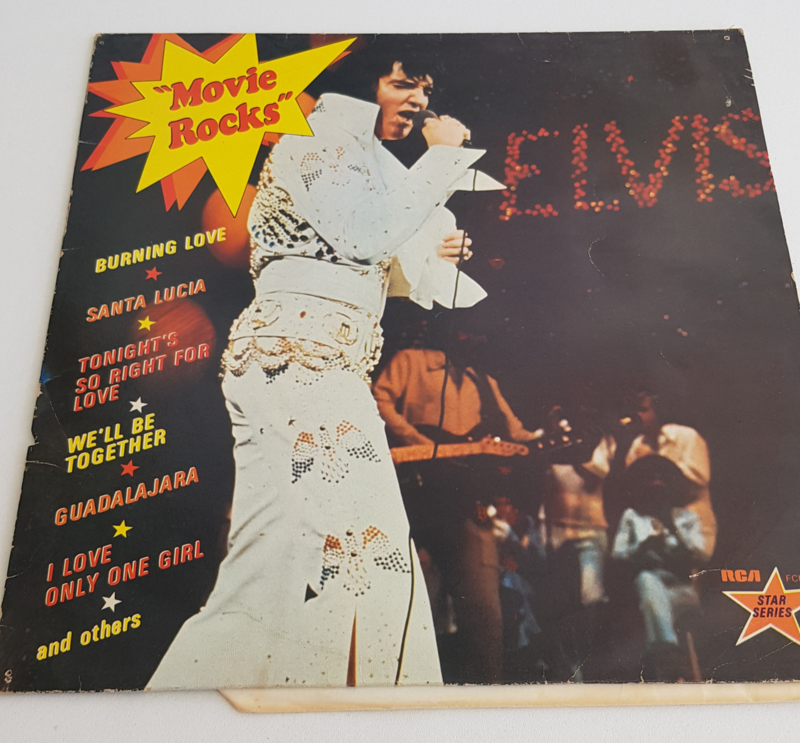 "Movie
Rocks"
ELVIS
BURNING LOVE
SANTA LUCIA
TONIGHT'S
SO RIGHT FOR
LOVE
WE'LL BE
TOGETHER
GUADALAJARA
I LOVE
ONLY ONE GIRL
and others
RCA
STAR
SERIES